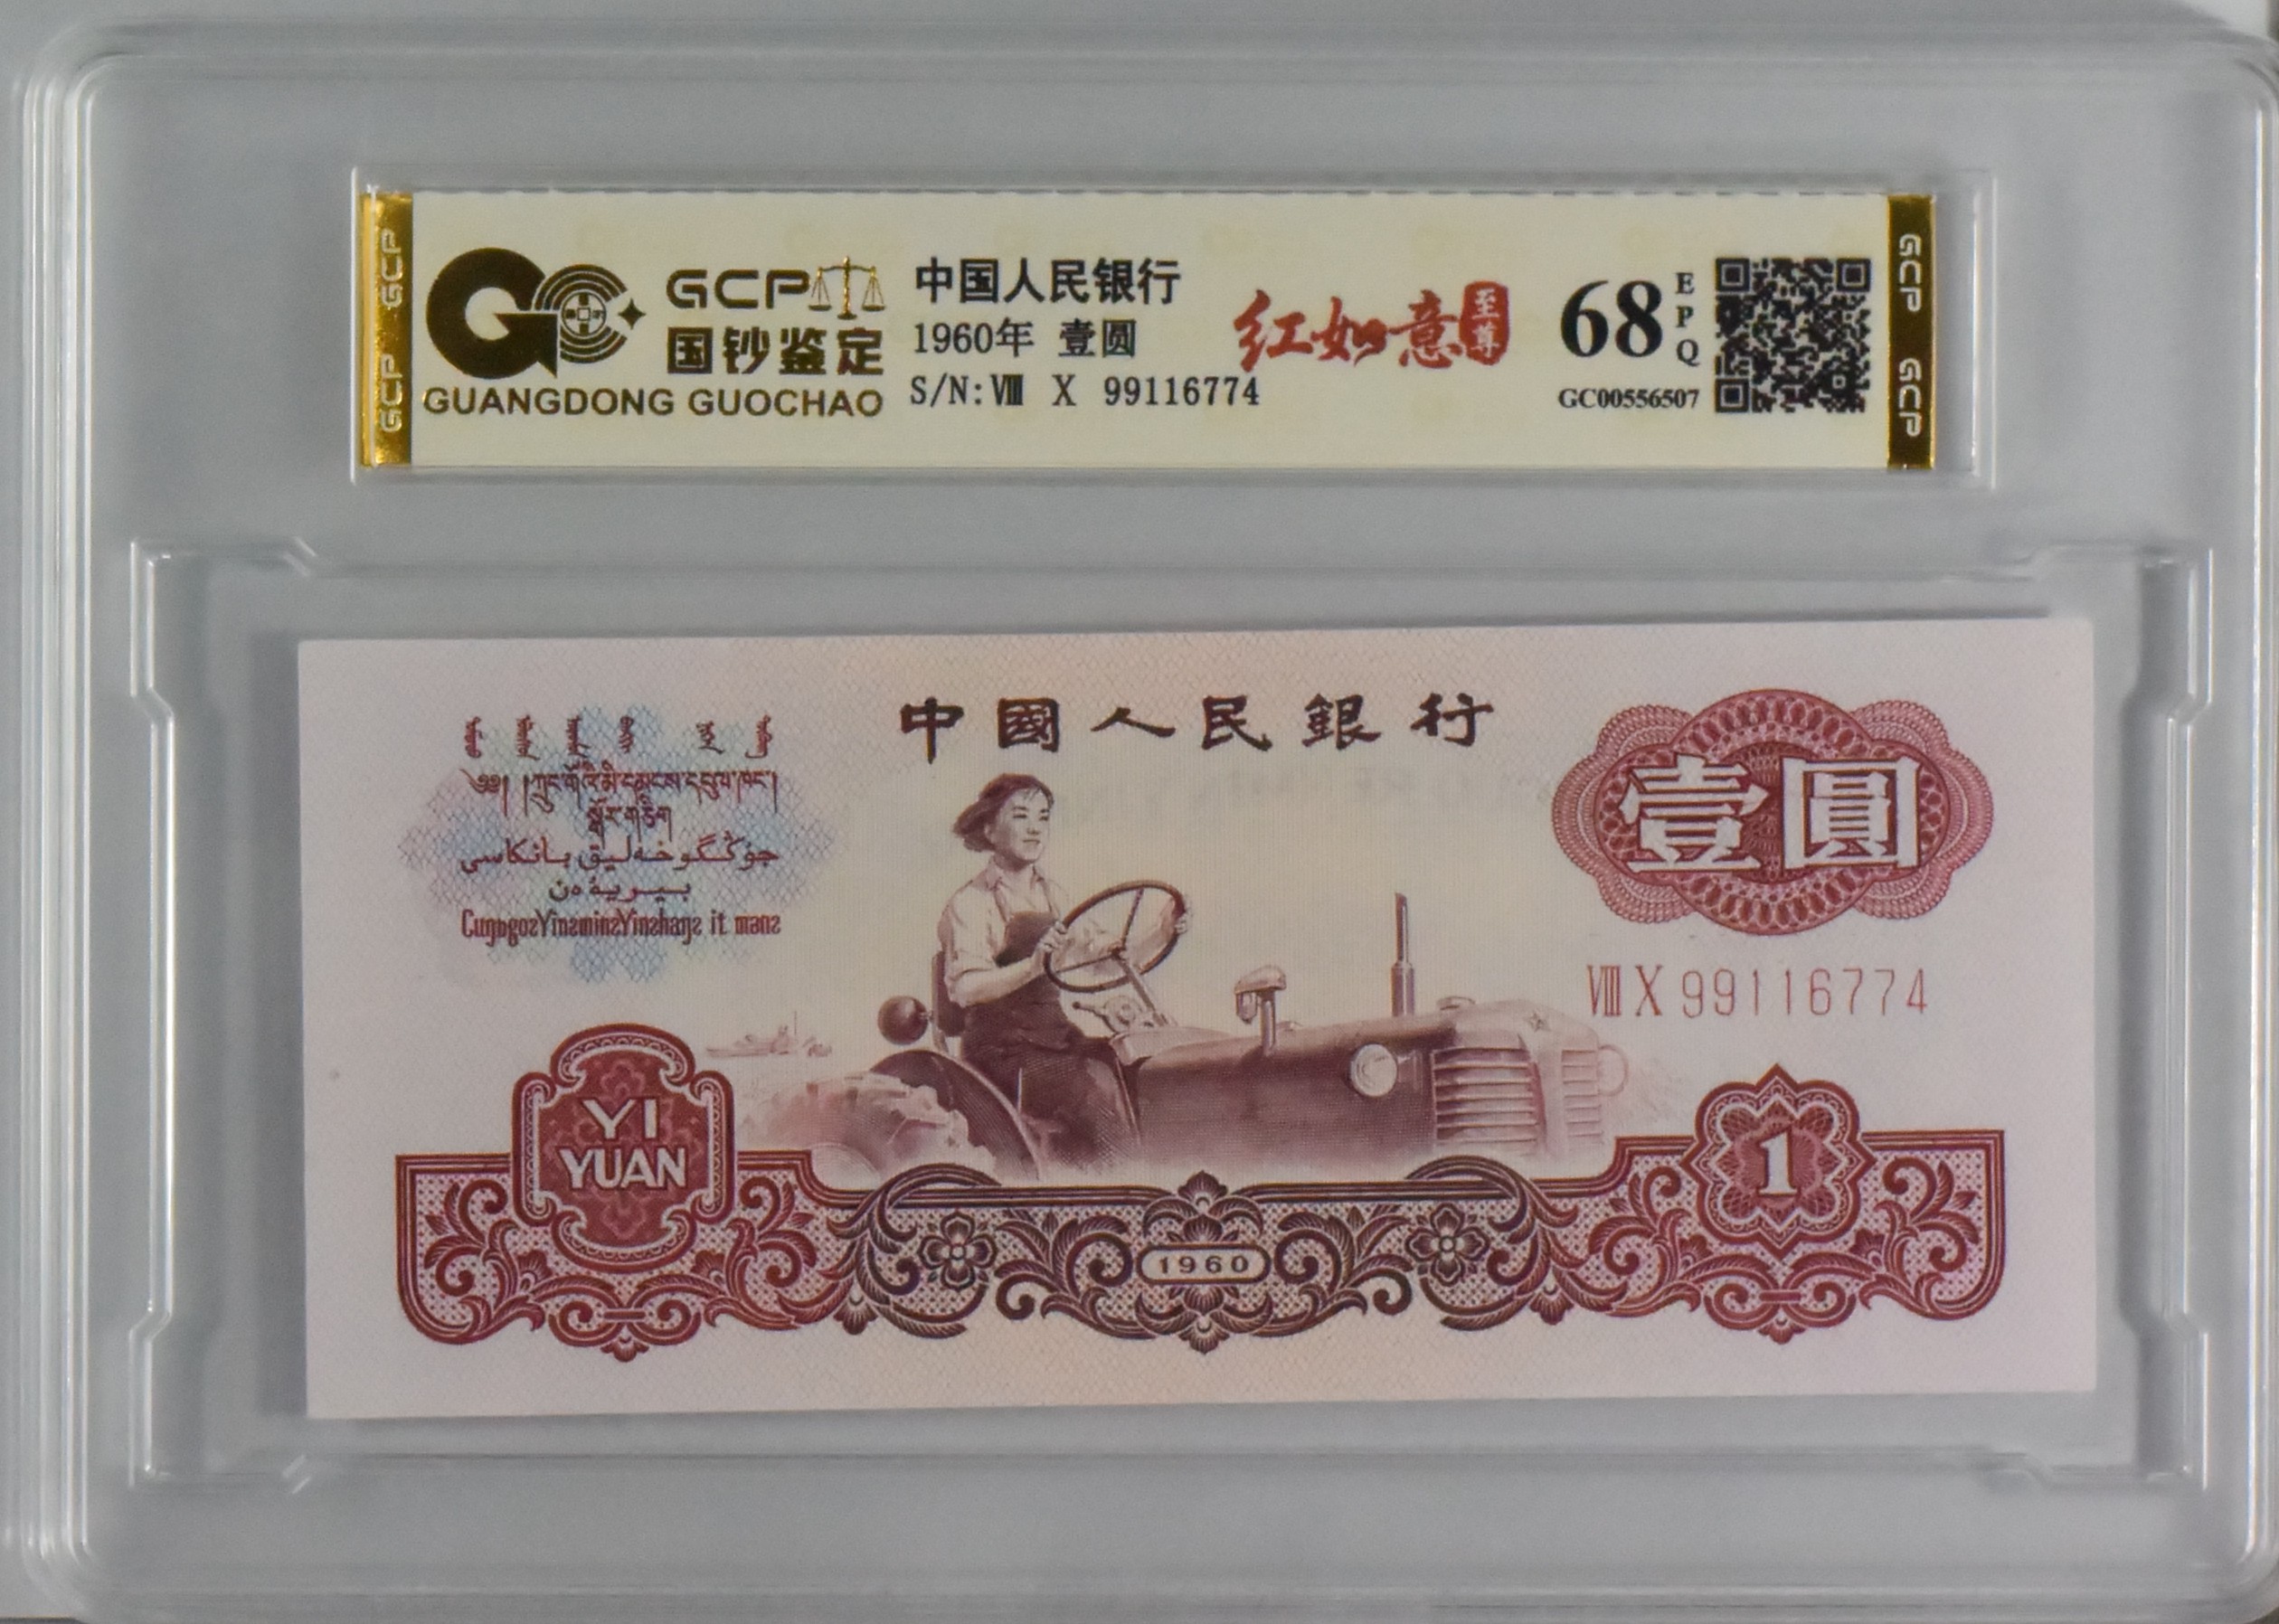 GCP GCP
GCP
国钞鉴定
GUANGDONG GUOCHAO
中国人民银行
1960年 壹圆
S/N:Ⅷ X 99116774
红如意
至尊
68
EPQ
GC00556507
GCP GCP
中國人民銀行
壹圓
ⅧX99116774
YI
YUAN
1960
1